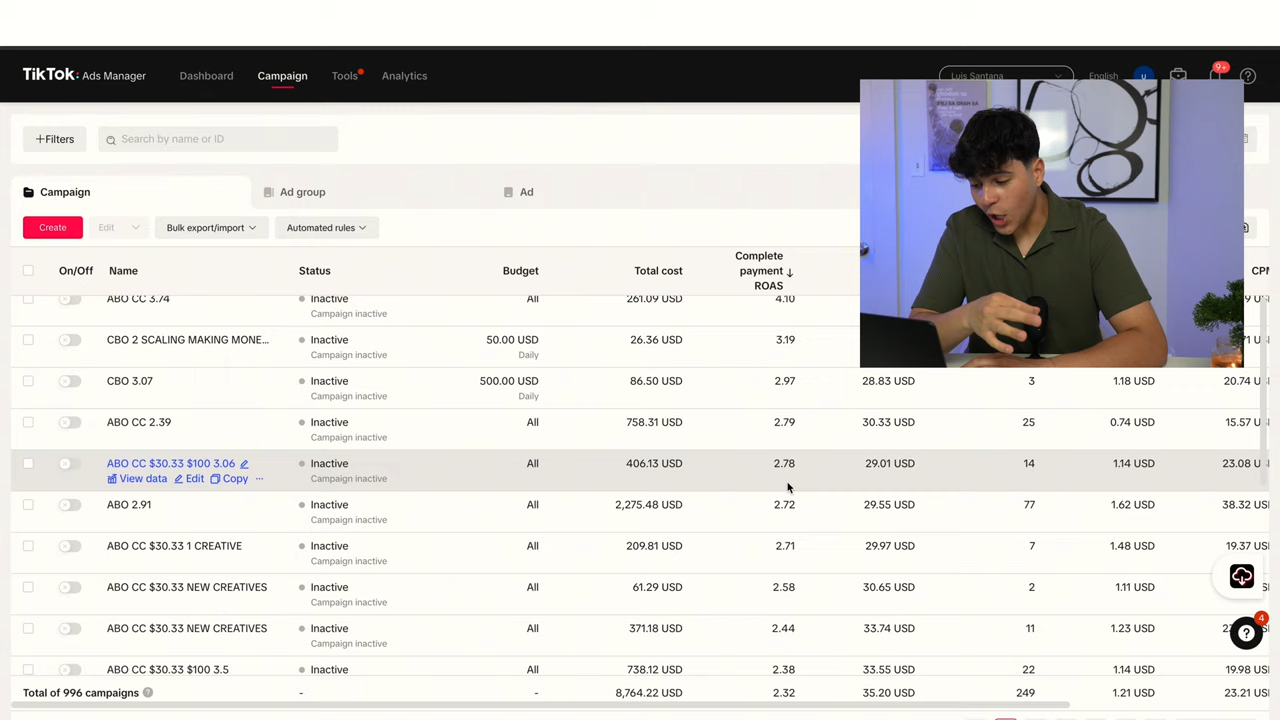 TikTok: Ads Manager Dashboard Campaign Tools Analytics Luis Santana English u 9+
+Filters Search by name or ID
Campaign Ad group Ad
Create Edit Bulk export/import Automated rules
On/Off Name Status Budget Total cost Complete payment ROAS CPM
ABO CC 3.74 Inactive All 261.09 USD 4.10
Campaign inactive
CBO 2 SCALING MAKING MONE... Inactive 50.00 USD 26.36 USD 3.19
Campaign inactive Daily
CBO 3.07 Inactive 500.00 USD 86.50 USD 2.97 28.83 USD 3 1.18 USD 20.74 U
Campaign inactive Daily
ABO CC 2.39 Inactive All 758.31 USD 2.79 30.33 USD 25 0.74 USD 15.57 U
Campaign inactive
ABO CC $30.33 $100 3.06 Inactive All 406.13 USD 2.78 29.01 USD 14 1.14 USD 23.08 U
View data Edit Copy ... Campaign inactive
ABO 2.91 Inactive All 2,275.48 USD 2.72 29.55 USD 77 1.62 USD 38.32 US
Campaign inactive
ABO CC $30.33 1 CREATIVE Inactive All 209.81 USD 2.71 29.97 USD 7 1.48 USD 19.37 U
Campaign inactive
ABO CC $30.33 NEW CREATIVES Inactive All 61.29 USD 2.58 30.65 USD 2 1.11 USD
Campaign inactive
ABO CC $30.33 NEW CREATIVES Inactive All 371.18 USD 2.44 33.74 USD 11 1.23 USD
Campaign inactive 4
ABO CC $30.33 $100 3.5 Inactive All 738.12 USD 2.38 33.55 USD 22 1.14 USD 19.98 US
Total of 996 campaigns - - 8,764.22 USD 2.32 35.20 USD 249 1.21 USD 23.21 US